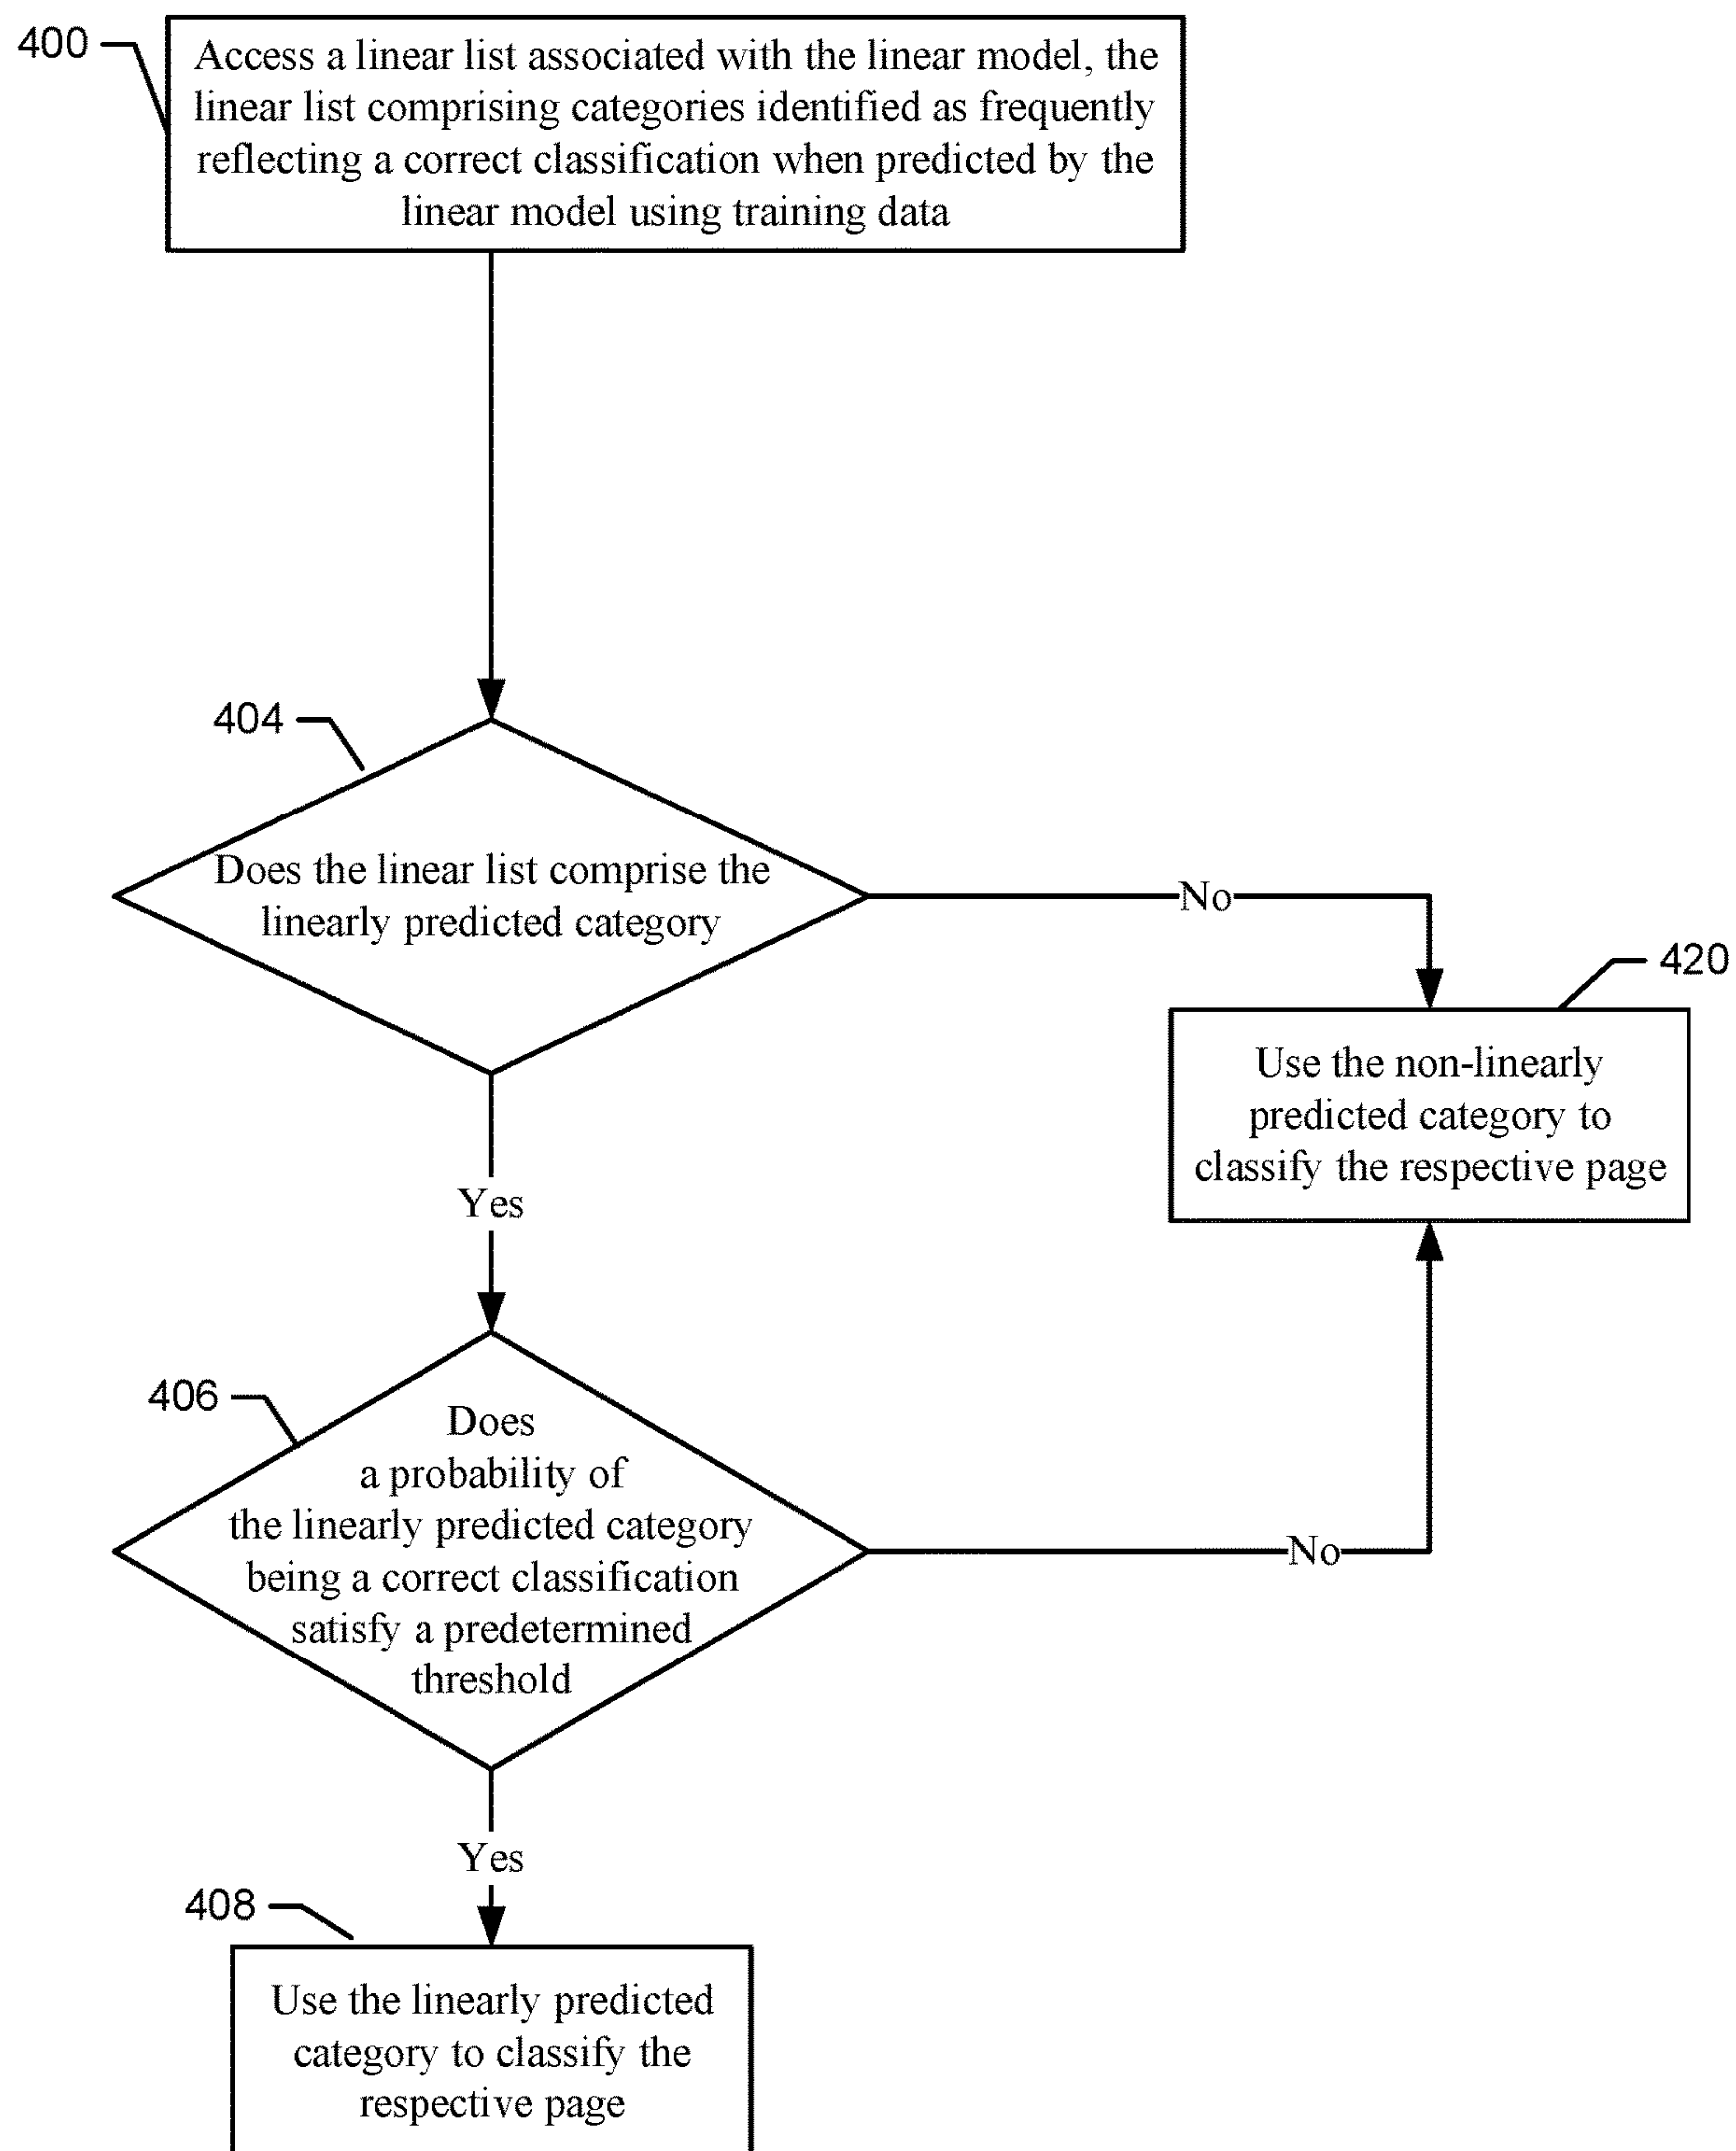 400
Access a linear list associated with the linear model, the
linear list comprising categories identified as frequently
reflecting a correct classification when predicted by the
linear model using training data
404
Does the linear list comprise the
linearly predicted category
No
420
Use the non-linearly
predicted category to
classify the respective page
Yes
406
Does
a probability of
the linearly predicted category
being a correct classification
satisfy a predetermined
threshold
No
Yes
408
Use the linearly predicted
category to classify the
respective page